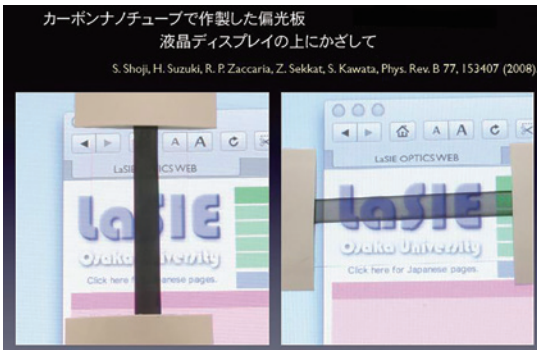 カーボンナノチューブで作製した偏光板
液晶ディスプレイの上にかざして
S. Shoji, H. Suzuki, R. P. Zaccaria, Z. Sekkat, S. Kawata, Phys. Rev. B 77, 153407 (2008)
A A
LaSIE OPTICS WEB
LaSIE
Osaka University
Click here for Japanese pages.
A A
LaSIE OPTICS WEB
LaSIE
Osaka University
Click here for Japanese pages.